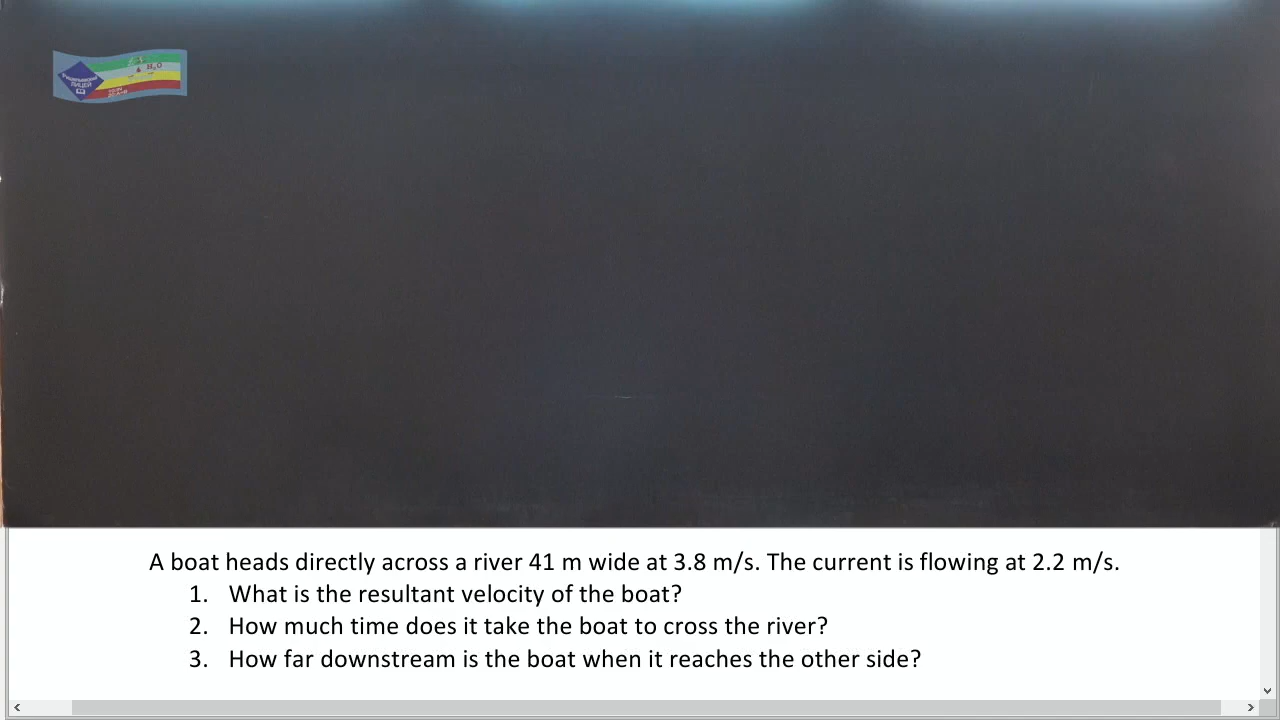 H₂O
ЛИЦЕЙ
A boat heads directly across a river 41 m wide at 3.8 m/s. The current is flowing at 2.2 m/s.
1. What is the resultant velocity of the boat?
2. How much time does it take the boat to cross the river?
3. How far downstream is the boat when it reaches the other side?